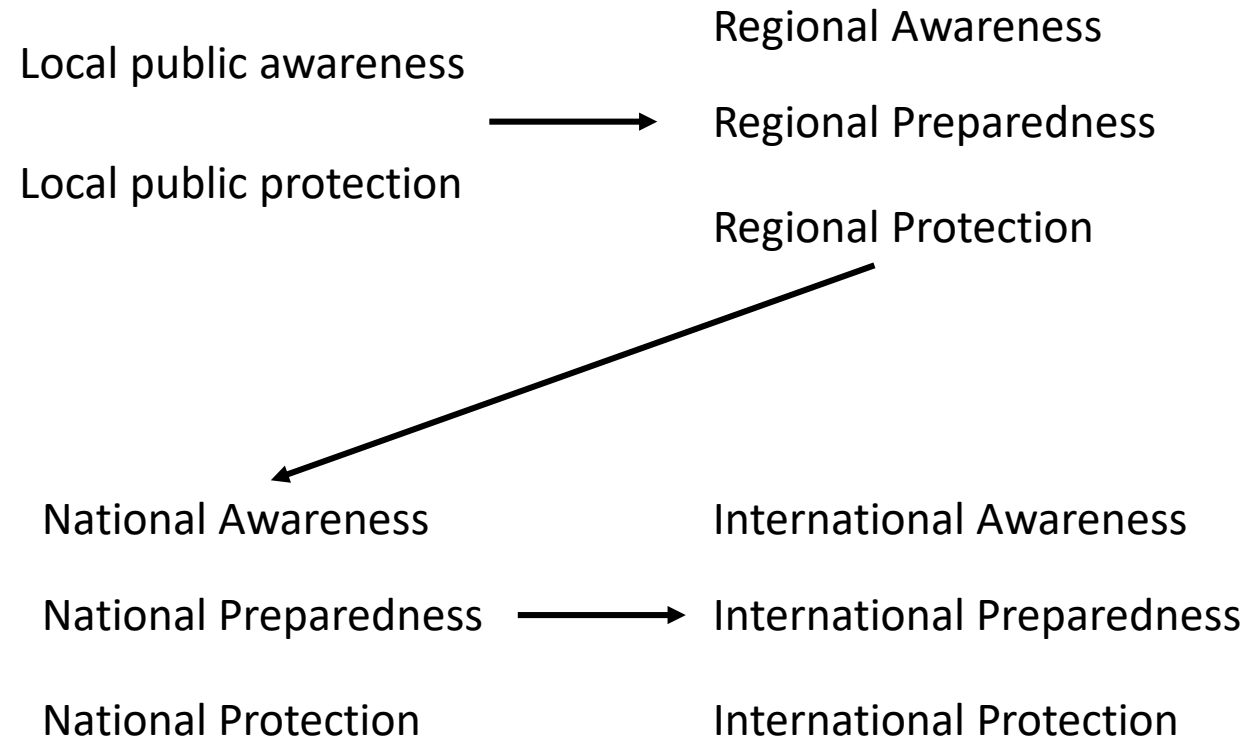 Local public awareness
Local public protection
Regional Awareness
Regional Preparedness
Regional Protection
National Awareness
National Preparedness
National Protection
International Awareness
International Preparedness
International Protection